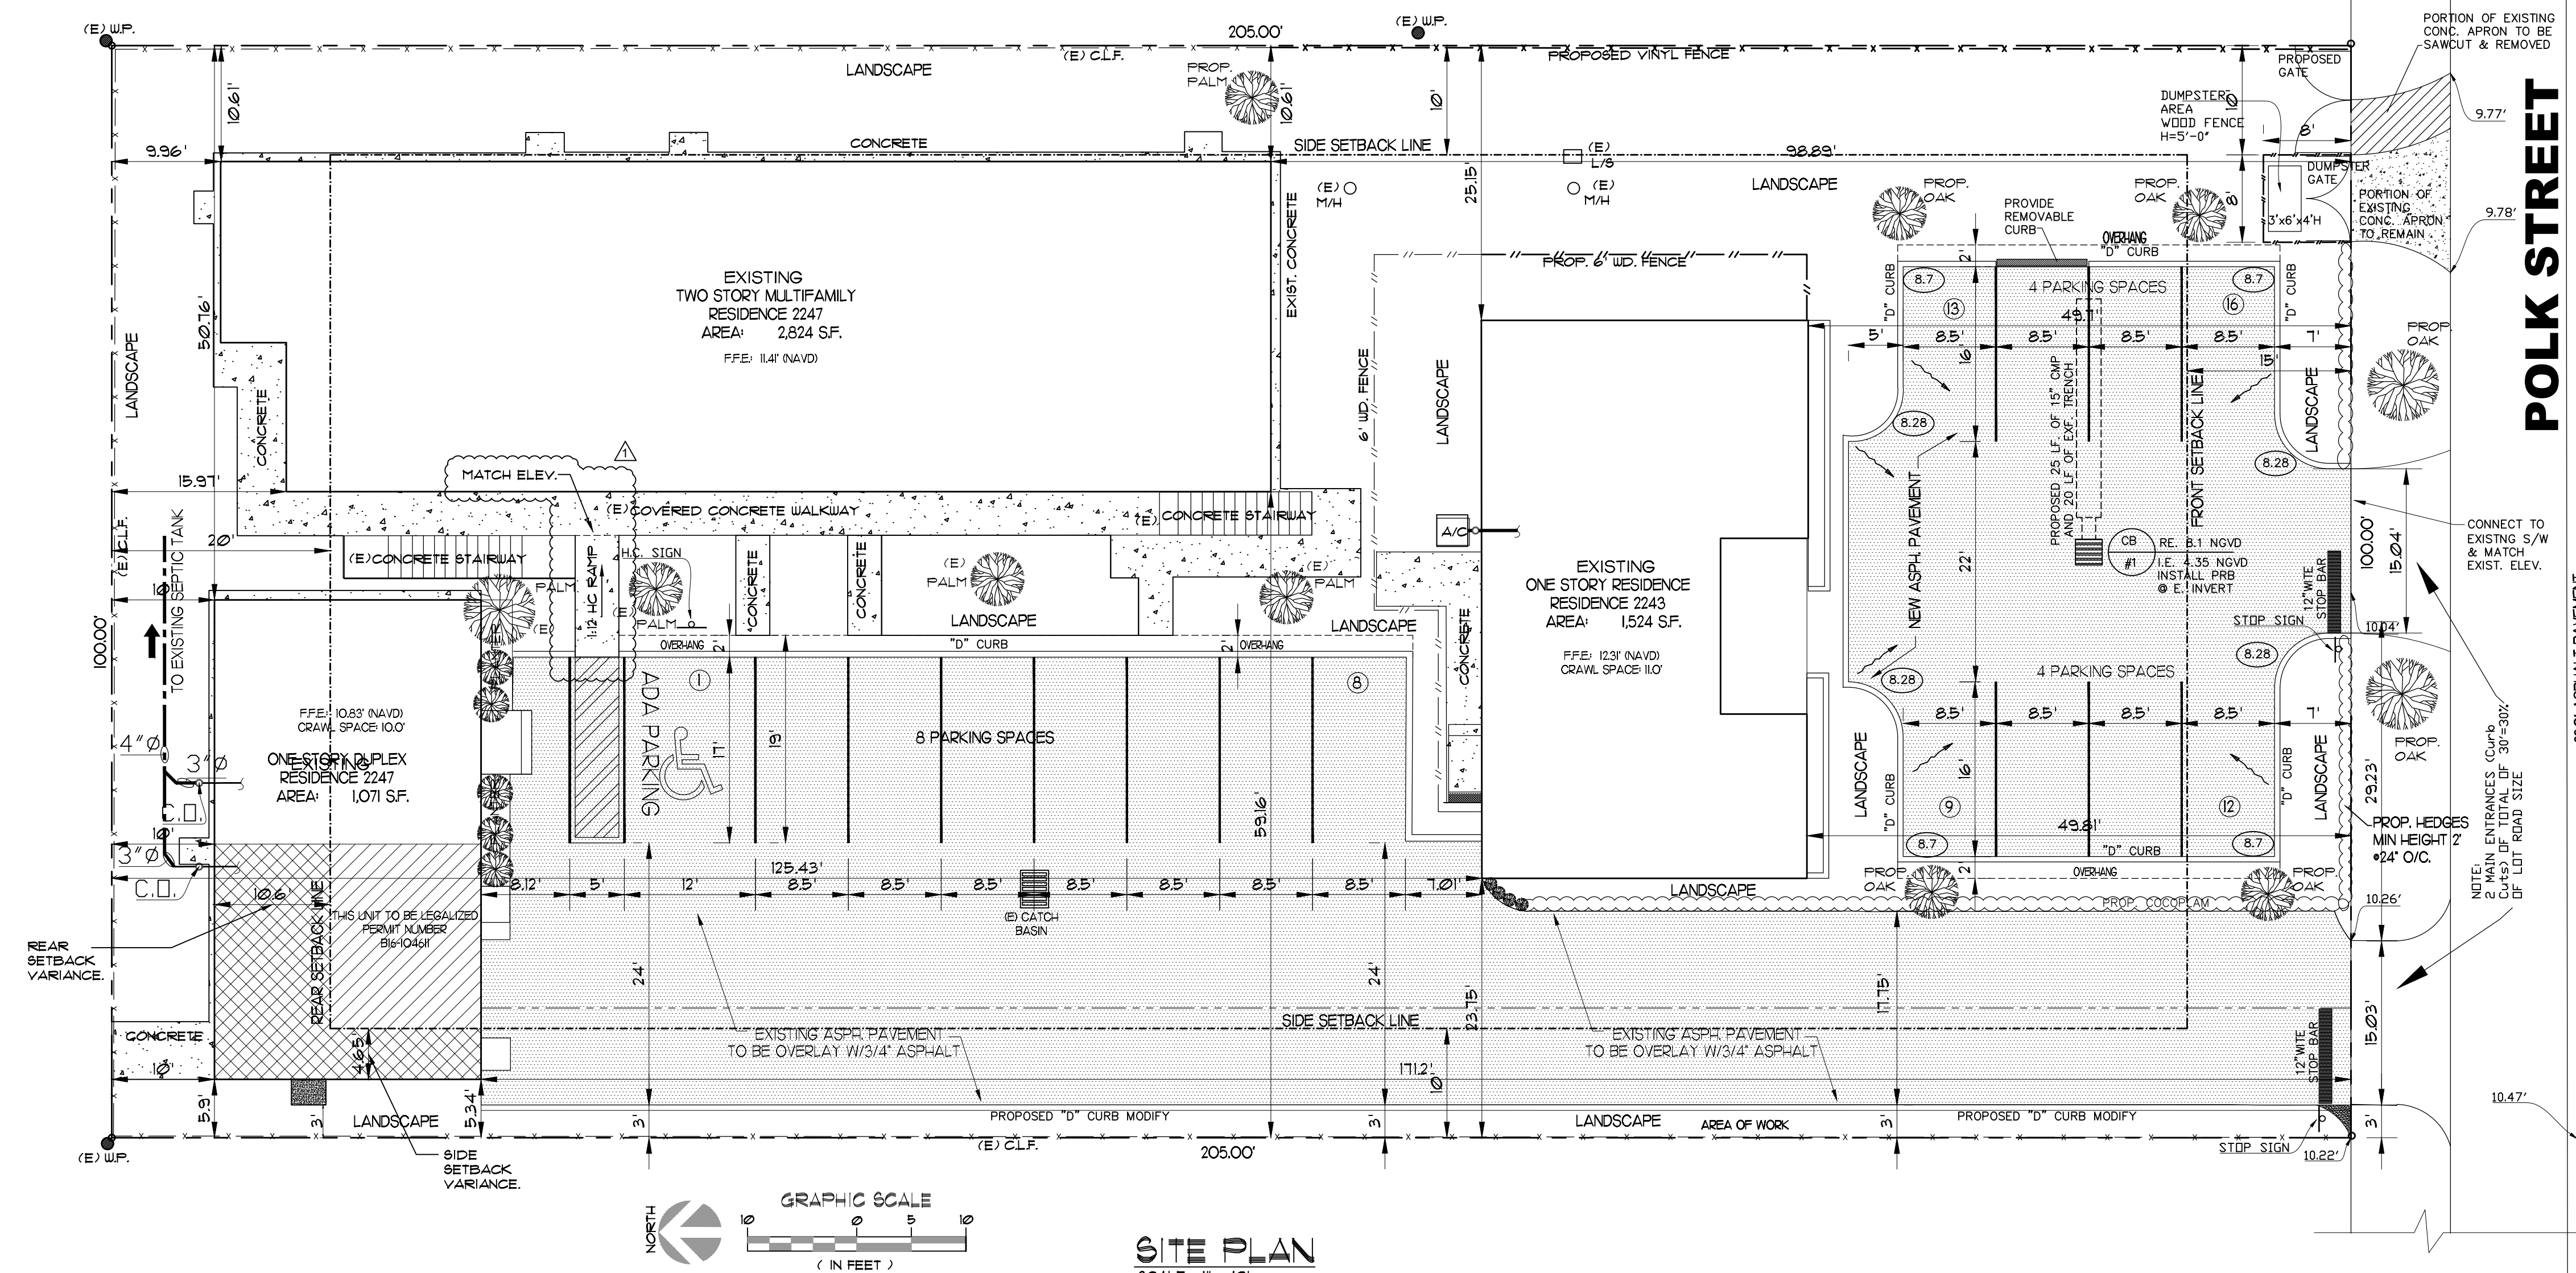 (E) W.P.
205.00'
(E) W.P.
(E) C.L.F.
PROPOSED VINYL FENCE
PORTION OF EXISTING
CONC. APRON TO BE
SAWCUT & REMOVED
LANDSCAPE
PROP.
PALM
PROPOSED
GATE
10.61'
10.61'
10'
10
DUMPSTER
AREA
WOOD FENCE
H=5'-0"
8'
9.77'
POLK STREET
9.96'
CONCRETE
SIDE SETBACK LINE
(E)
L/S
98.89'
DUMPSTER
GATE
(E)
M/H
(E)
M/H
25.15'
LANDSCAPE
PROP.
OAK
PROP.
OAK
8'
3'x6'x4'H
PORTION OF
EXISTING
CONC. APRON
TO REMAIN
9.78'
PROVIDE
REMOVABLE
CURB
OVERHANG
"D" CURB
2'
EXIST. CONCRETE
PROP. 6' WD. FENCE
EXISTING
TWO STORY MULTIFAMILY
RESIDENCE 2247
AREA: 2,824 S.F.
F.F.E.: 11.41' (NAVD)
50.76'
LANDSCAPE
CONCRETE
6' WD. FENCE
LANDSCAPE
"D" CURB
8.7
13
4 PARKING SPACES
16
8.7
"D" CURB
49.7'
5'
8.5'
8.5'
8.5'
8.5'
7'
16'
15'
PROP.
OAK
LANDSCAPE
8.28
8.28
NEW ASPH. PAVEMENT
PROPOSED 25 LF. OF 15" CMP
AND 20 LF OF EXF. TRENCH
FRONT SETBACK LINE
22'
1
MATCH ELEV.
15.97'
(E) COVERED CONCRETE WALKWAY
(E) CONCRETE STAIRWAY
A/C
TO EXISTING SEPTIC TANK
(E) C.L.F.
20'
(E) CONCRETE STAIRWAY
1:12 HC RAMP
H.C. SIGN
CONCRETE
CONCRETE
(E)
PALM
(E)
PALM
CB
#1
RE. 8.1 NGVD
I.E. 4.35 NGVD
INSTALL PRB
@ E. INVERT
12"WITE
STOP BAR
100.00'
15.04'
CONNECT TO
EXISTNG S/W
& MATCH
EXIST. ELEV.
10'
PALM
(E)
(E)
PALM
LANDSCAPE
LANDSCAPE
EXISTING
ONE STORY RESIDENCE
RESIDENCE 2243
AREA: 1,524 S.F.
F.F.E.: 12.31' (NAVD)
CRAWL SPACE: 11.0'
STOP SIGN
10.04'
100.00'
OVERHANG
2'
"D" CURB
2'
OVERHANG
CONCRETE
8.28
8.28
4 PARKING SPACES
F.F.E.: 10.83' (NAVD)
CRAWL SPACE: 10.0'
EXISTING
ONE STORY DUPLEX
RESIDENCE 2247
AREA: 1,071 S.F.
4"Ø
3"Ø
C.O.
ADA PARKING
1
8
17'
19'
8 PARKING SPACES
59.16'
LANDSCAPE
8.5'
8.5'
8.5'
8.5'
7'
16'
"D" CURB
9
12
"D" CURB
LANDSCAPE
PROP.
OAK
29.23'
49.81'
8.7
8.7
"D" CURB
PROP. HEDGES
MIN HEIGHT 2'
@24" O/C.
NOTE:
2 MAIN ENTRANCES (Curb
Cuts) OF TOTAL OF 30'=30%
OF LOT ROAD SIZE
10'
3"Ø
C.O.
10.6'
125.43'
8.12'
5'
12'
8.5'
8.5'
8.5'
8.5'
8.5'
8.5'
7.01'
2'
OVERHANG
LANDSCAPE
PROP.
OAK
PROP.
OAK
PROP. COCOPLAM
10.26'
THIS UNIT TO BE LEGALIZED
PERMIT NUMBER
B16-104611
(E) CATCH
BASIN
REAR
SETBACK
VARIANCE.
REAR SETBACK LINE
24'
24'
23.75'
17.75'
CONCRETE
SIDE SETBACK LINE
EXISTING ASPH. PAVEMENT
TO BE OVERLAY W/3/4" ASPHALT
EXISTING ASPH. PAVEMENT
TO BE OVERLAY W/3/4" ASPHALT
12"WITE
STOP BAR
15.03'
10'
4.65'
171.2'
10'
5.9'
3'
LANDSCAPE
5.34'
3'
PROPOSED "D" CURB MODIFY
3'
LANDSCAPE
AREA OF WORK
3'
PROPOSED "D" CURB MODIFY
3'
10.47'
(E) W.P.
SIDE
SETBACK
VARIANCE.
(E) C.L.F.
205.00'
STOP SIGN
10.22'
NORTH
GRAPHIC SCALE
10
0
5
10
( IN FEET )
SITE PLAN